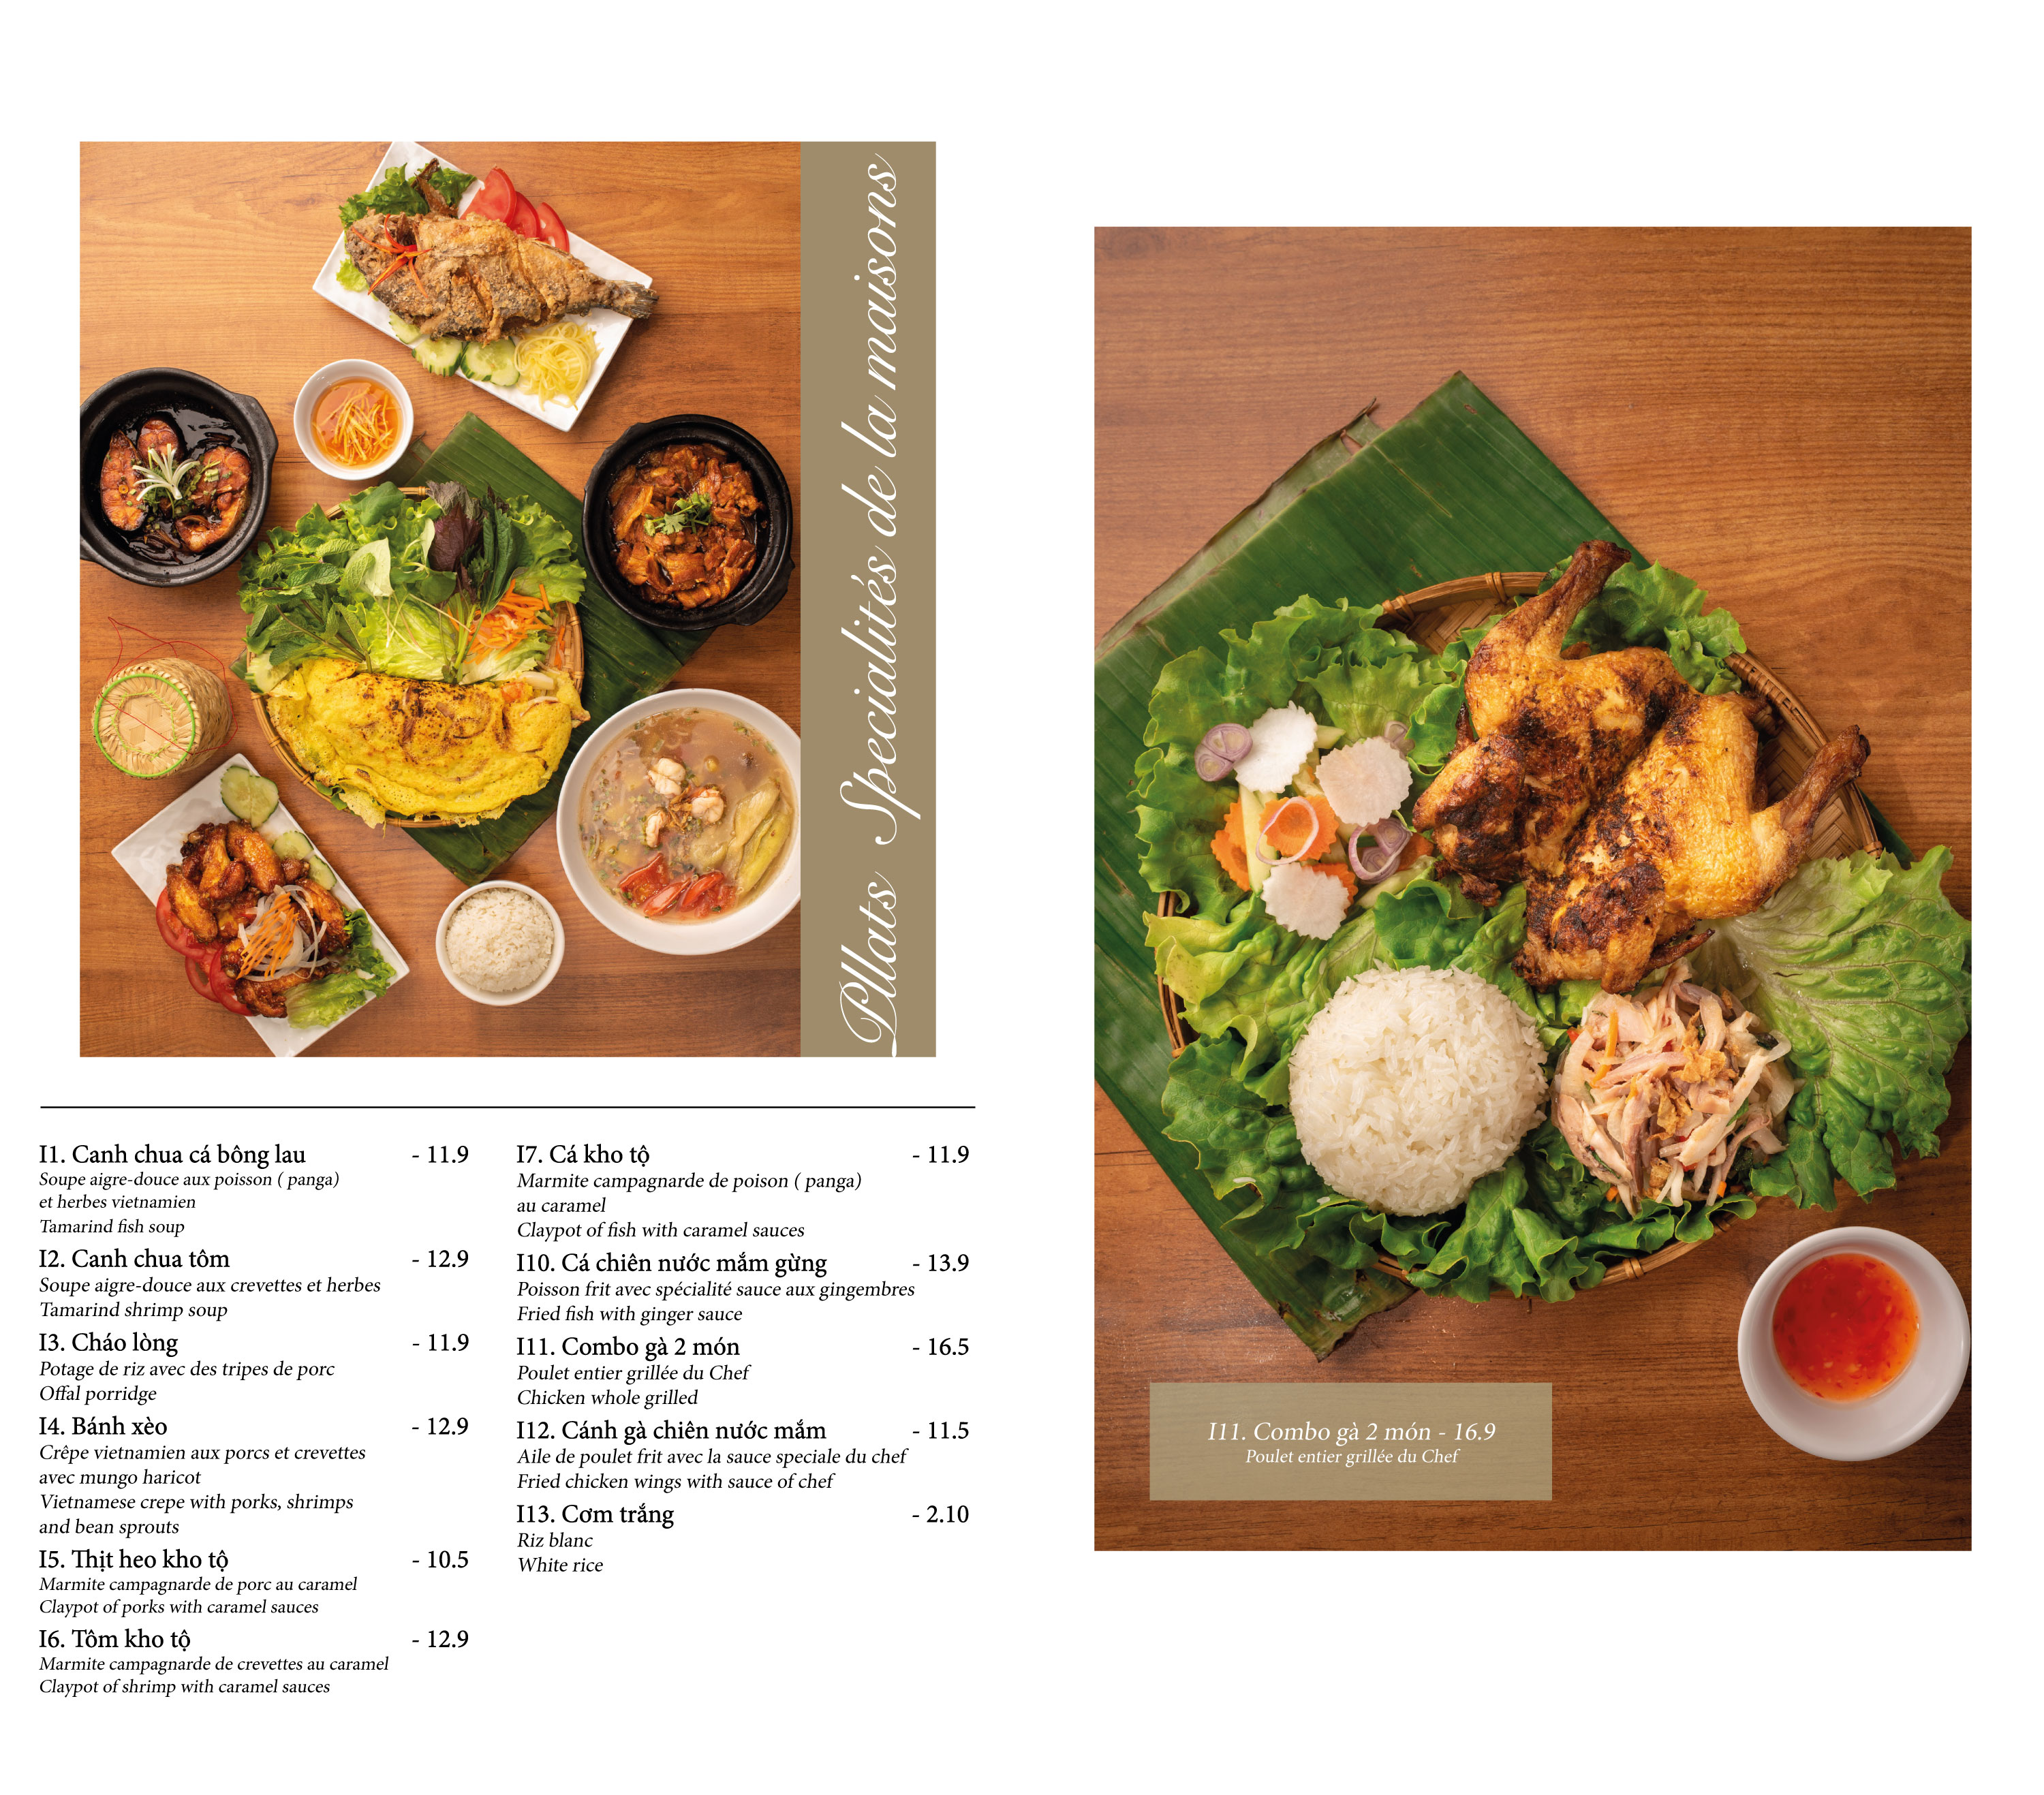 Pllats Specialités de la maisons
I1. Canh chua cá bông lau - 11.9
Soupe aigre-douce aux poisson ( panga)
et herbes vietnamien
Tamarind fish soup
I2. Canh chua tôm - 12.9
Soupe aigre-douce aux crevettes et herbes
Tamarind shrimp soup
I3. Cháo lòng - 11.9
Potage de riz avec des tripes de porc
Offal porridge
I4. Bánh xèo - 12.9
Crêpe vietnamien aux porcs et crevettes
avec mungo haricot
Vietnamese crepe with porks, shrimps
and bean sprouts
I5. Thịt heo kho tộ - 10.5
Marmite campagnarde de porc au caramel
Claypot of porks with caramel sauces
I6. Tôm kho tộ - 12.9
Marmite campagnarde de crevettes au caramel
Claypot of shrimp with caramel sauces
I7. Cá kho tộ - 11.9
Marmite campagnarde de poison ( panga)
au caramel
Claypot of fish with caramel sauces
I10. Cá chiên nước mắm gừng - 13.9
Poisson frit avec spécialité sauce aux gingembres
Fried fish with ginger sauce
I11. Combo gà 2 món - 16.5
Poulet entier grillée du Chef
Chicken whole grilled
I12. Cánh gà chiên nước mắm - 11.5
Aile de poulet frit avec la sauce speciale du chef
Fried chicken wings with sauce of chef
I13. Cơm trắng - 2.10
Riz blanc
White rice
I11. Combo gà 2 món - 16.9
Poulet entier grillée du Chef